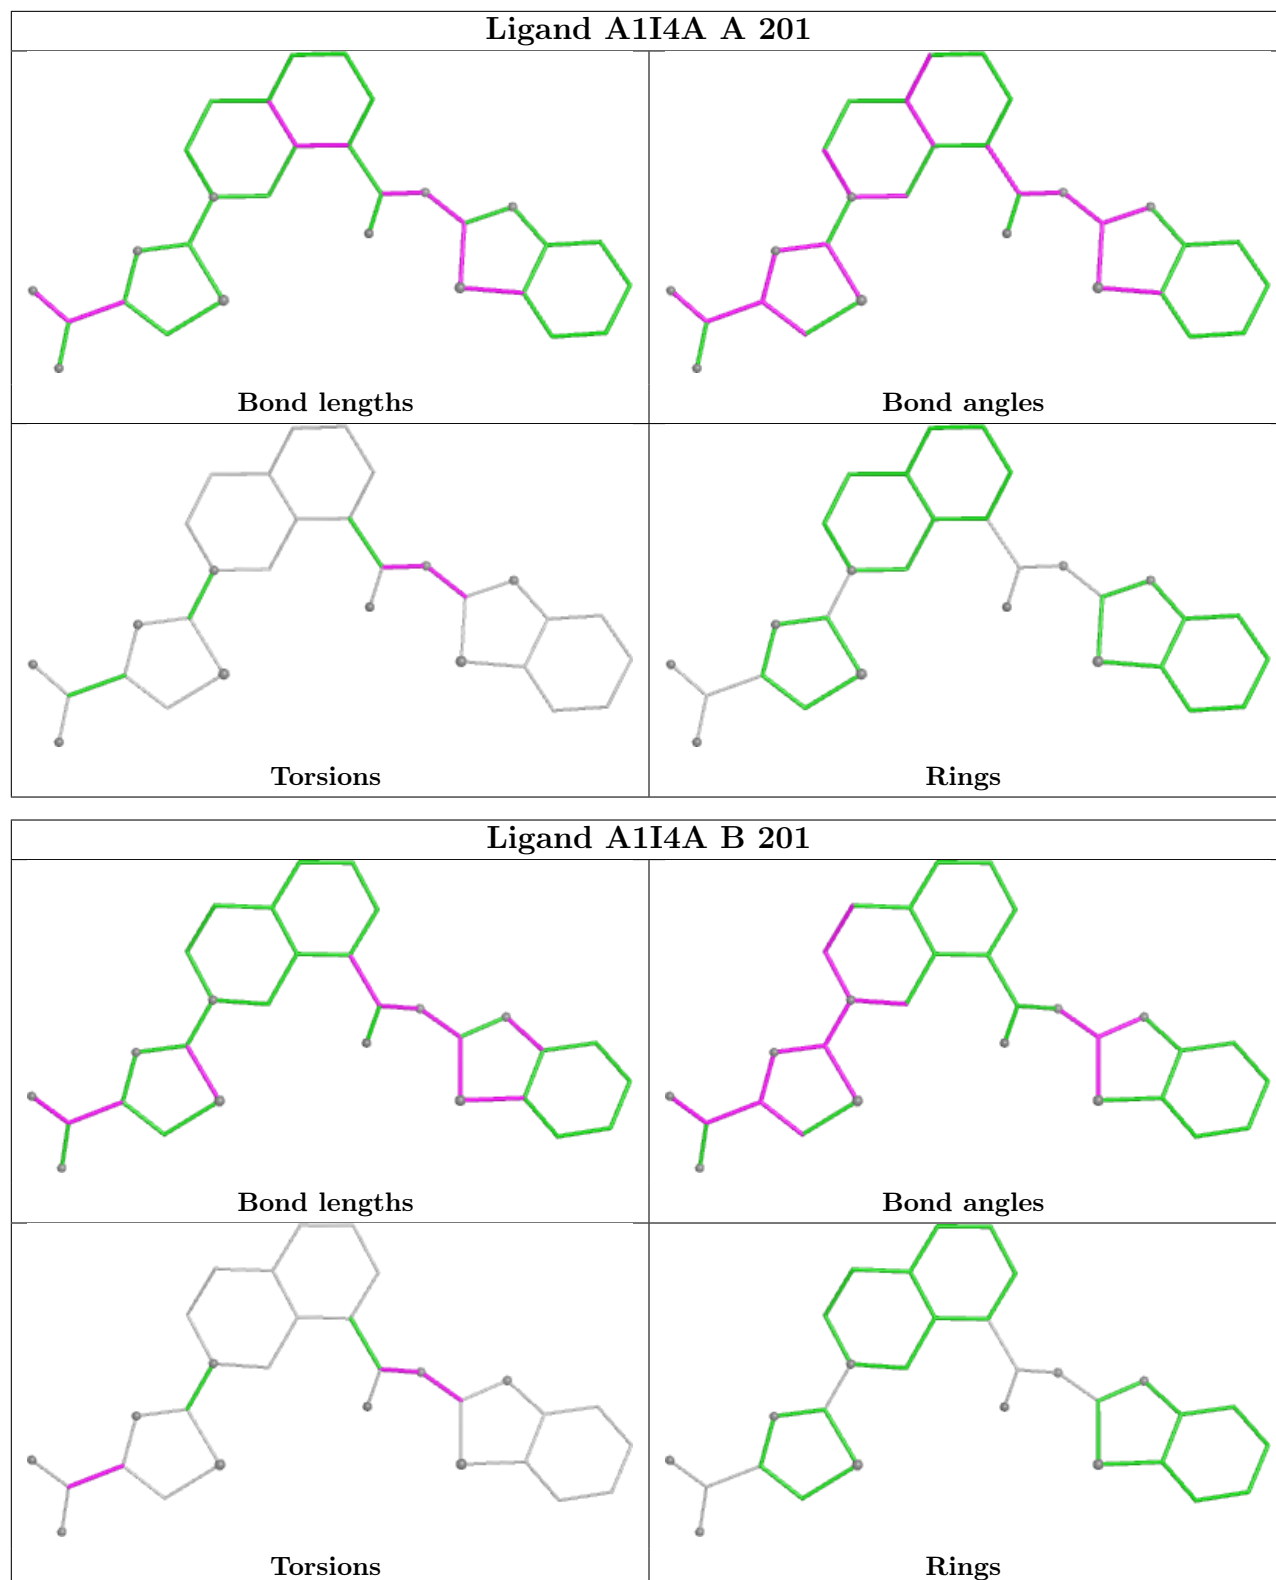 Ligand A1I4A A 201
Bond lengths
Bond angles
Torsions
Rings
Ligand A1I4A B 201
Bond lengths
Bond angles
Torsions
Rings